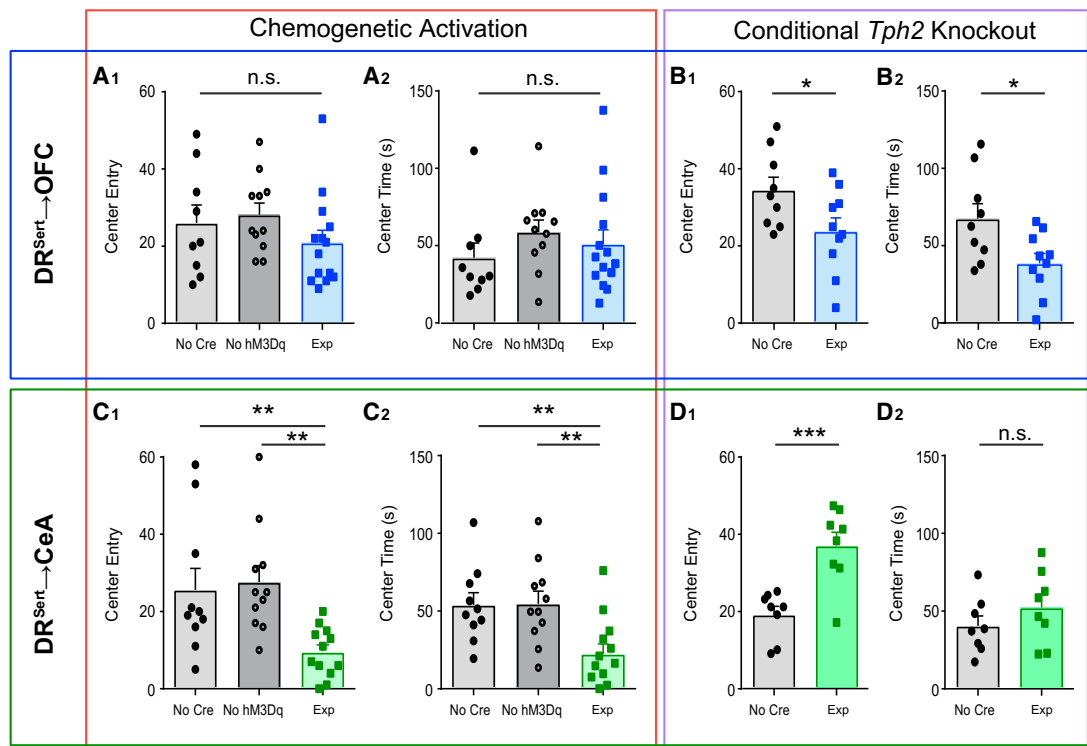 Chemogenetic Activation
Conditional Tph2 Knockout
DRSert→OFC
A1
n.s.
Center Entry
60
40
20
0
No Cre
No hM3Dq
Exp
A2
n.s.
Center Time (s)
150
100
50
0
No Cre
No hM3Dq
Exp
B1
*
Center Entry
60
40
20
0
No Cre
Exp
B2
*
Center Time (s)
150
100
50
0
No Cre
Exp
DRSert→CeA
C1
**
**
Center Entry
60
40
20
0
No Cre
No hM3Dq
Exp
C2
**
**
Center Time (s)
150
100
50
0
No Cre
No hM3Dq
Exp
D1
***
Center Entry
60
40
20
0
No Cre
Exp
D2
n.s.
Center Time (s)
150
100
50
0
No Cre
Exp